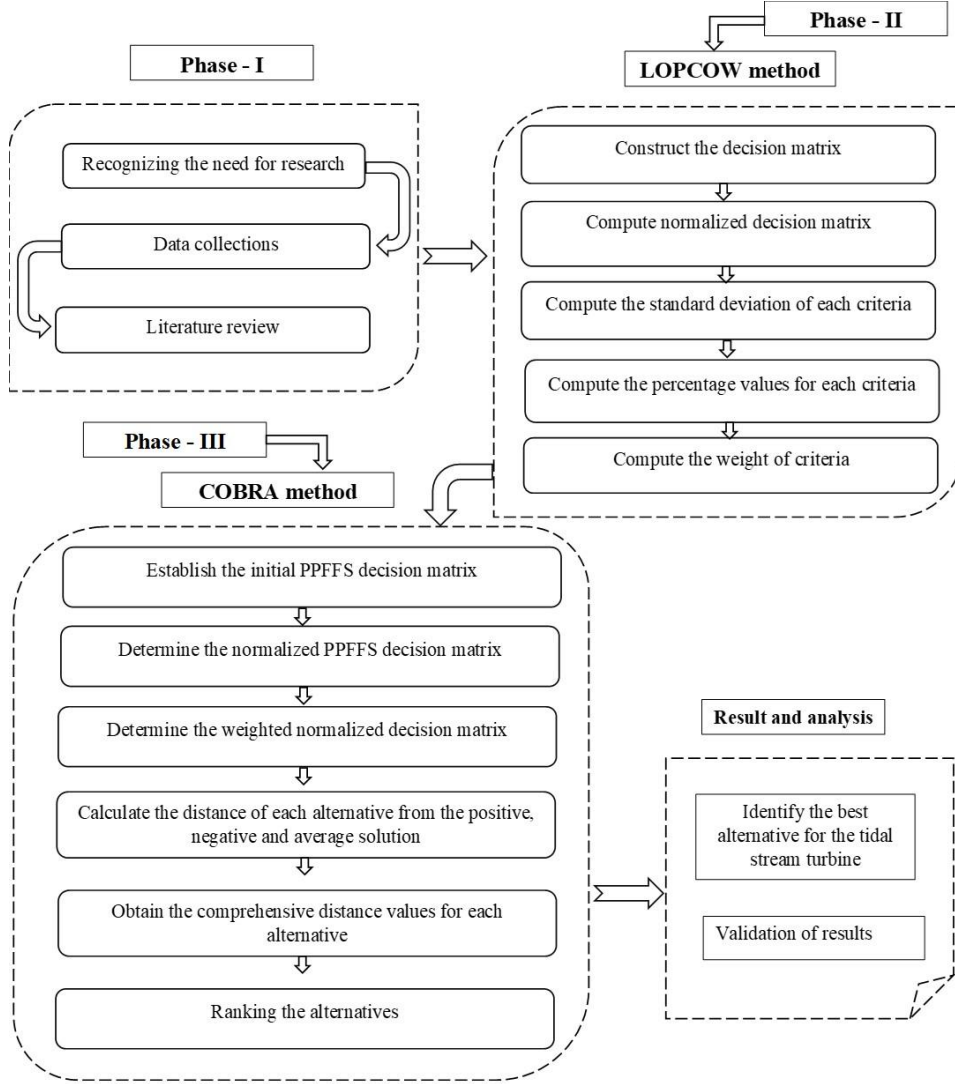 Phase - I
Recognizing the need for research
Data collections
Literature review
Phase - II
LOPCOW method
Construct the decision matrix
Compute normalized decision matrix
Compute the standard deviation of each criteria
Compute the percentage values for each criteria
Compute the weight of criteria
Phase - III
COBRA method
Establish the initial PPFFS decision matrix
Determine the normalized PPFFS decision matrix
Determine the weighted normalized decision matrix
Calculate the distance of each alternative from the positive,
negative and average solution
Obtain the comprehensive distance values for each
alternative
Ranking the alternatives
Result and analysis
Identify the best
alternative for the tidal
stream turbine
Validation of results